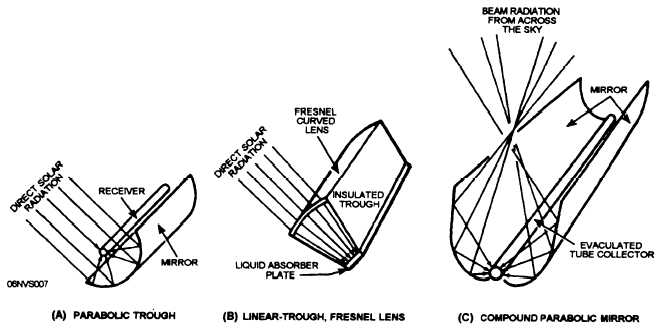 BEAM RADIATION
FROM ACROSS
THE SKY
MIRROR
FRESNEL
CURVED
LENS
DIRECT SOLAR
RADIATION
DIRECT SOLAR
RADIATION
RECEIVER
INSULATED
TROUGH
MIRROR
EVACUATED
TUBE COLLECTOR
LIQUID ABSORBER
PLATE
06NVS007
(A) PARABOLIC TROUGH
(B) LINEAR-TROUGH, FRESNEL LENS
(C) COMPOUND PARABOLIC MIRROR